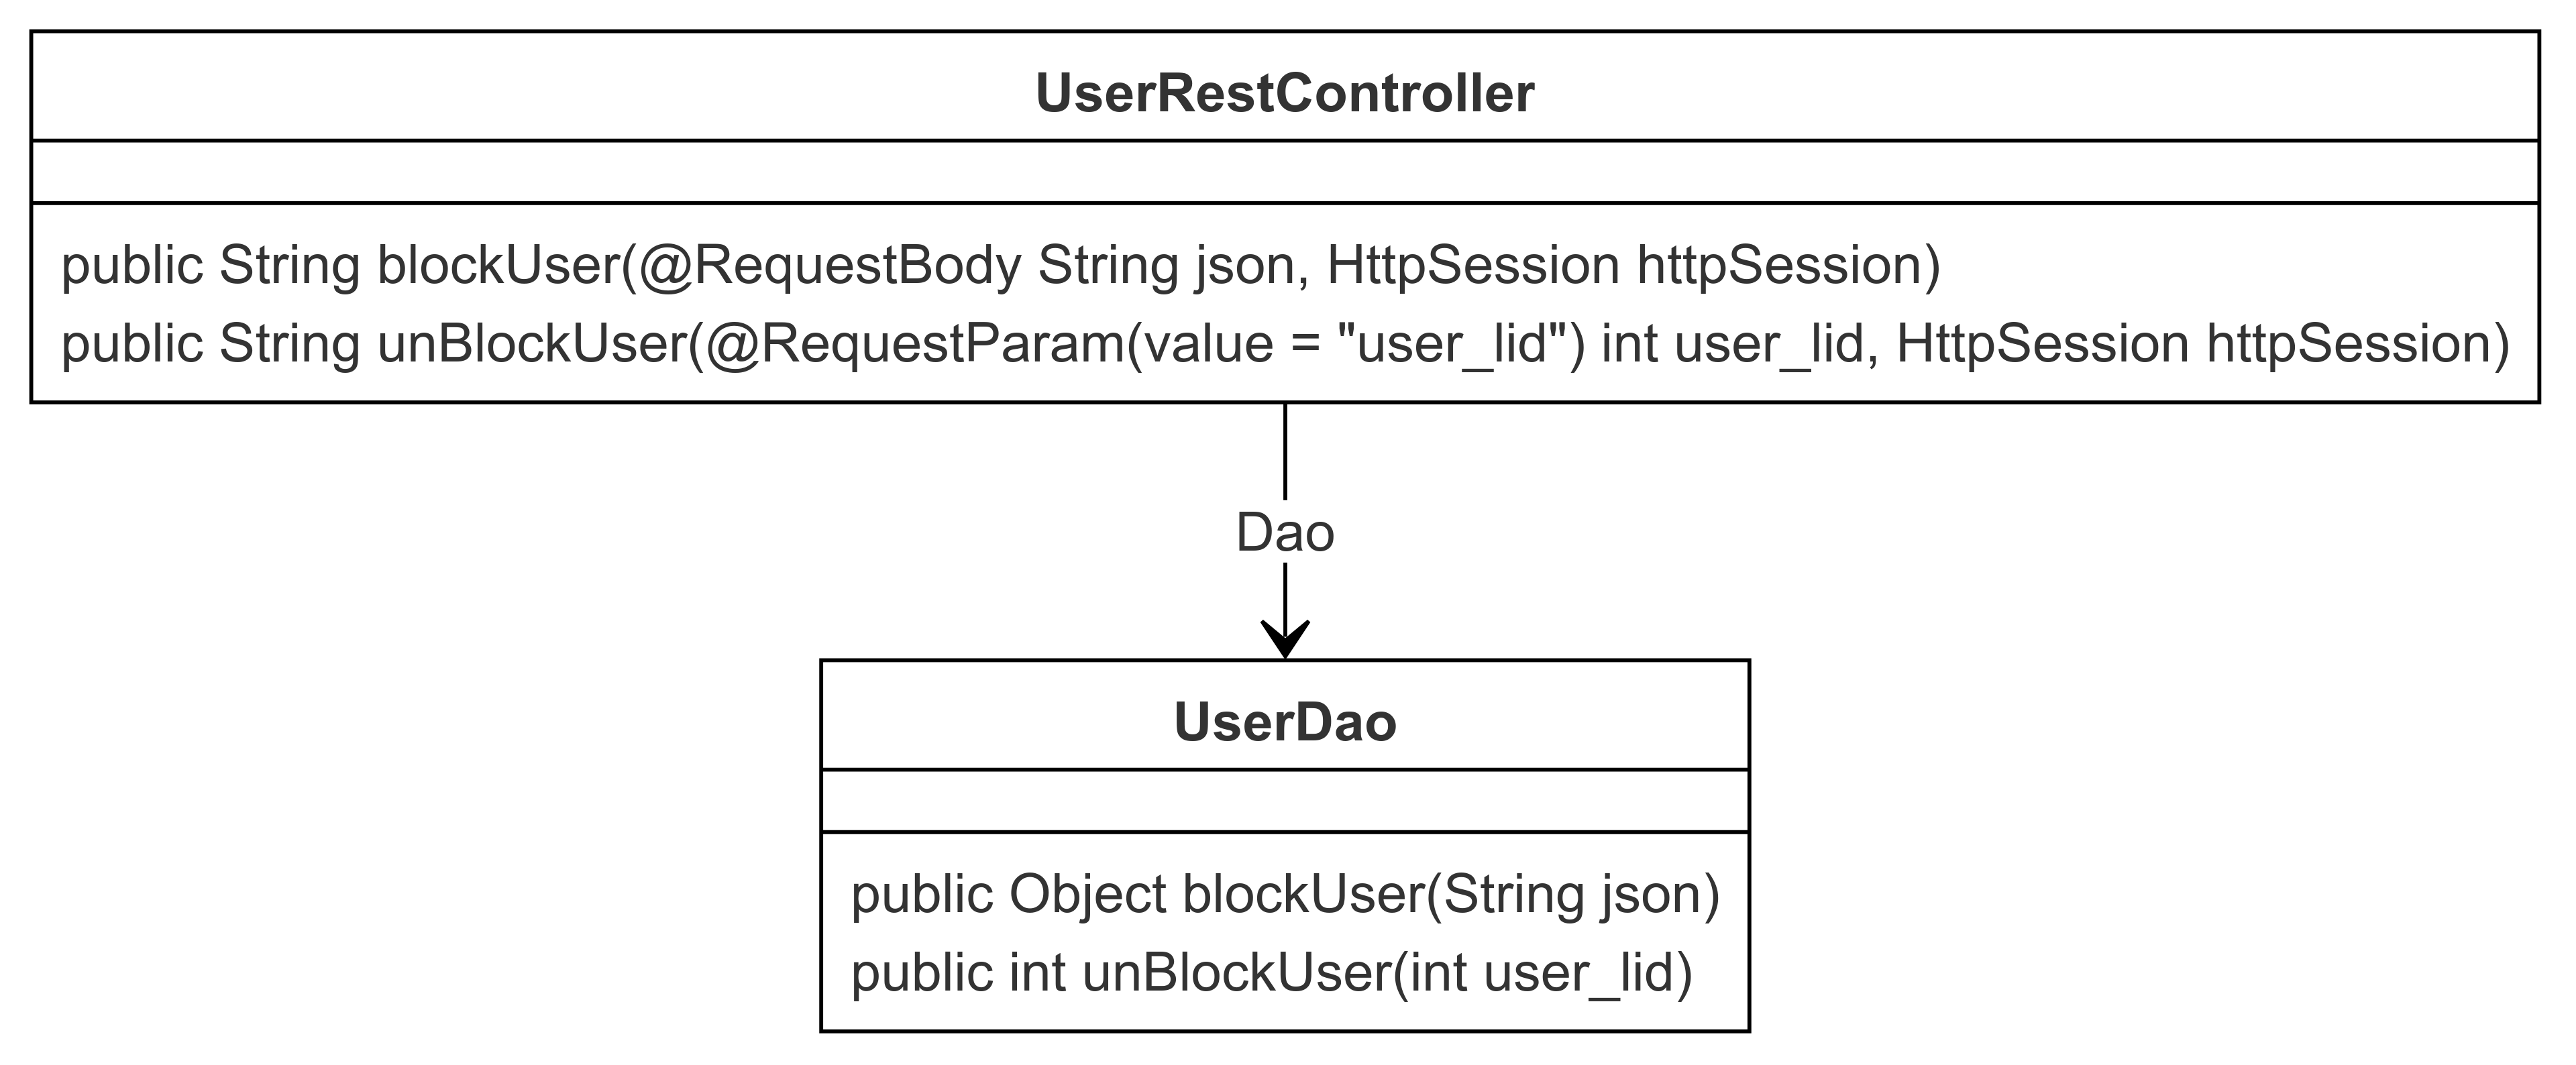 UserRestController
public String blockUser(@RequestBody String json, HttpSession httpSession)
public String unBlockUser(@RequestParam(value = "user_lid") int user_lid, HttpSession httpSession)
Dao
UserDao
public Object blockUser(String json)
public int unBlockUser(int user_lid)